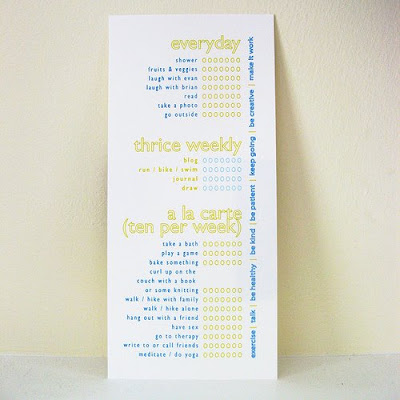 everyday
shower
fruits & veggies
laugh with evan
laugh with brian
read
take a photo
go outside
thrice weekly
blog
run / bike / swim
journal
draw
a la carte
(ten per week)
take a bath
play a game
bake something
curl up on the
couch with a book
or some knitting
walk / hike with family
walk / hike alone
hang out with a friend
have sex
go to therapy
write to or call friends
meditate / do yoga
exercise | talk | be healthy | be kind | be patient | keep going | be creative | make it work